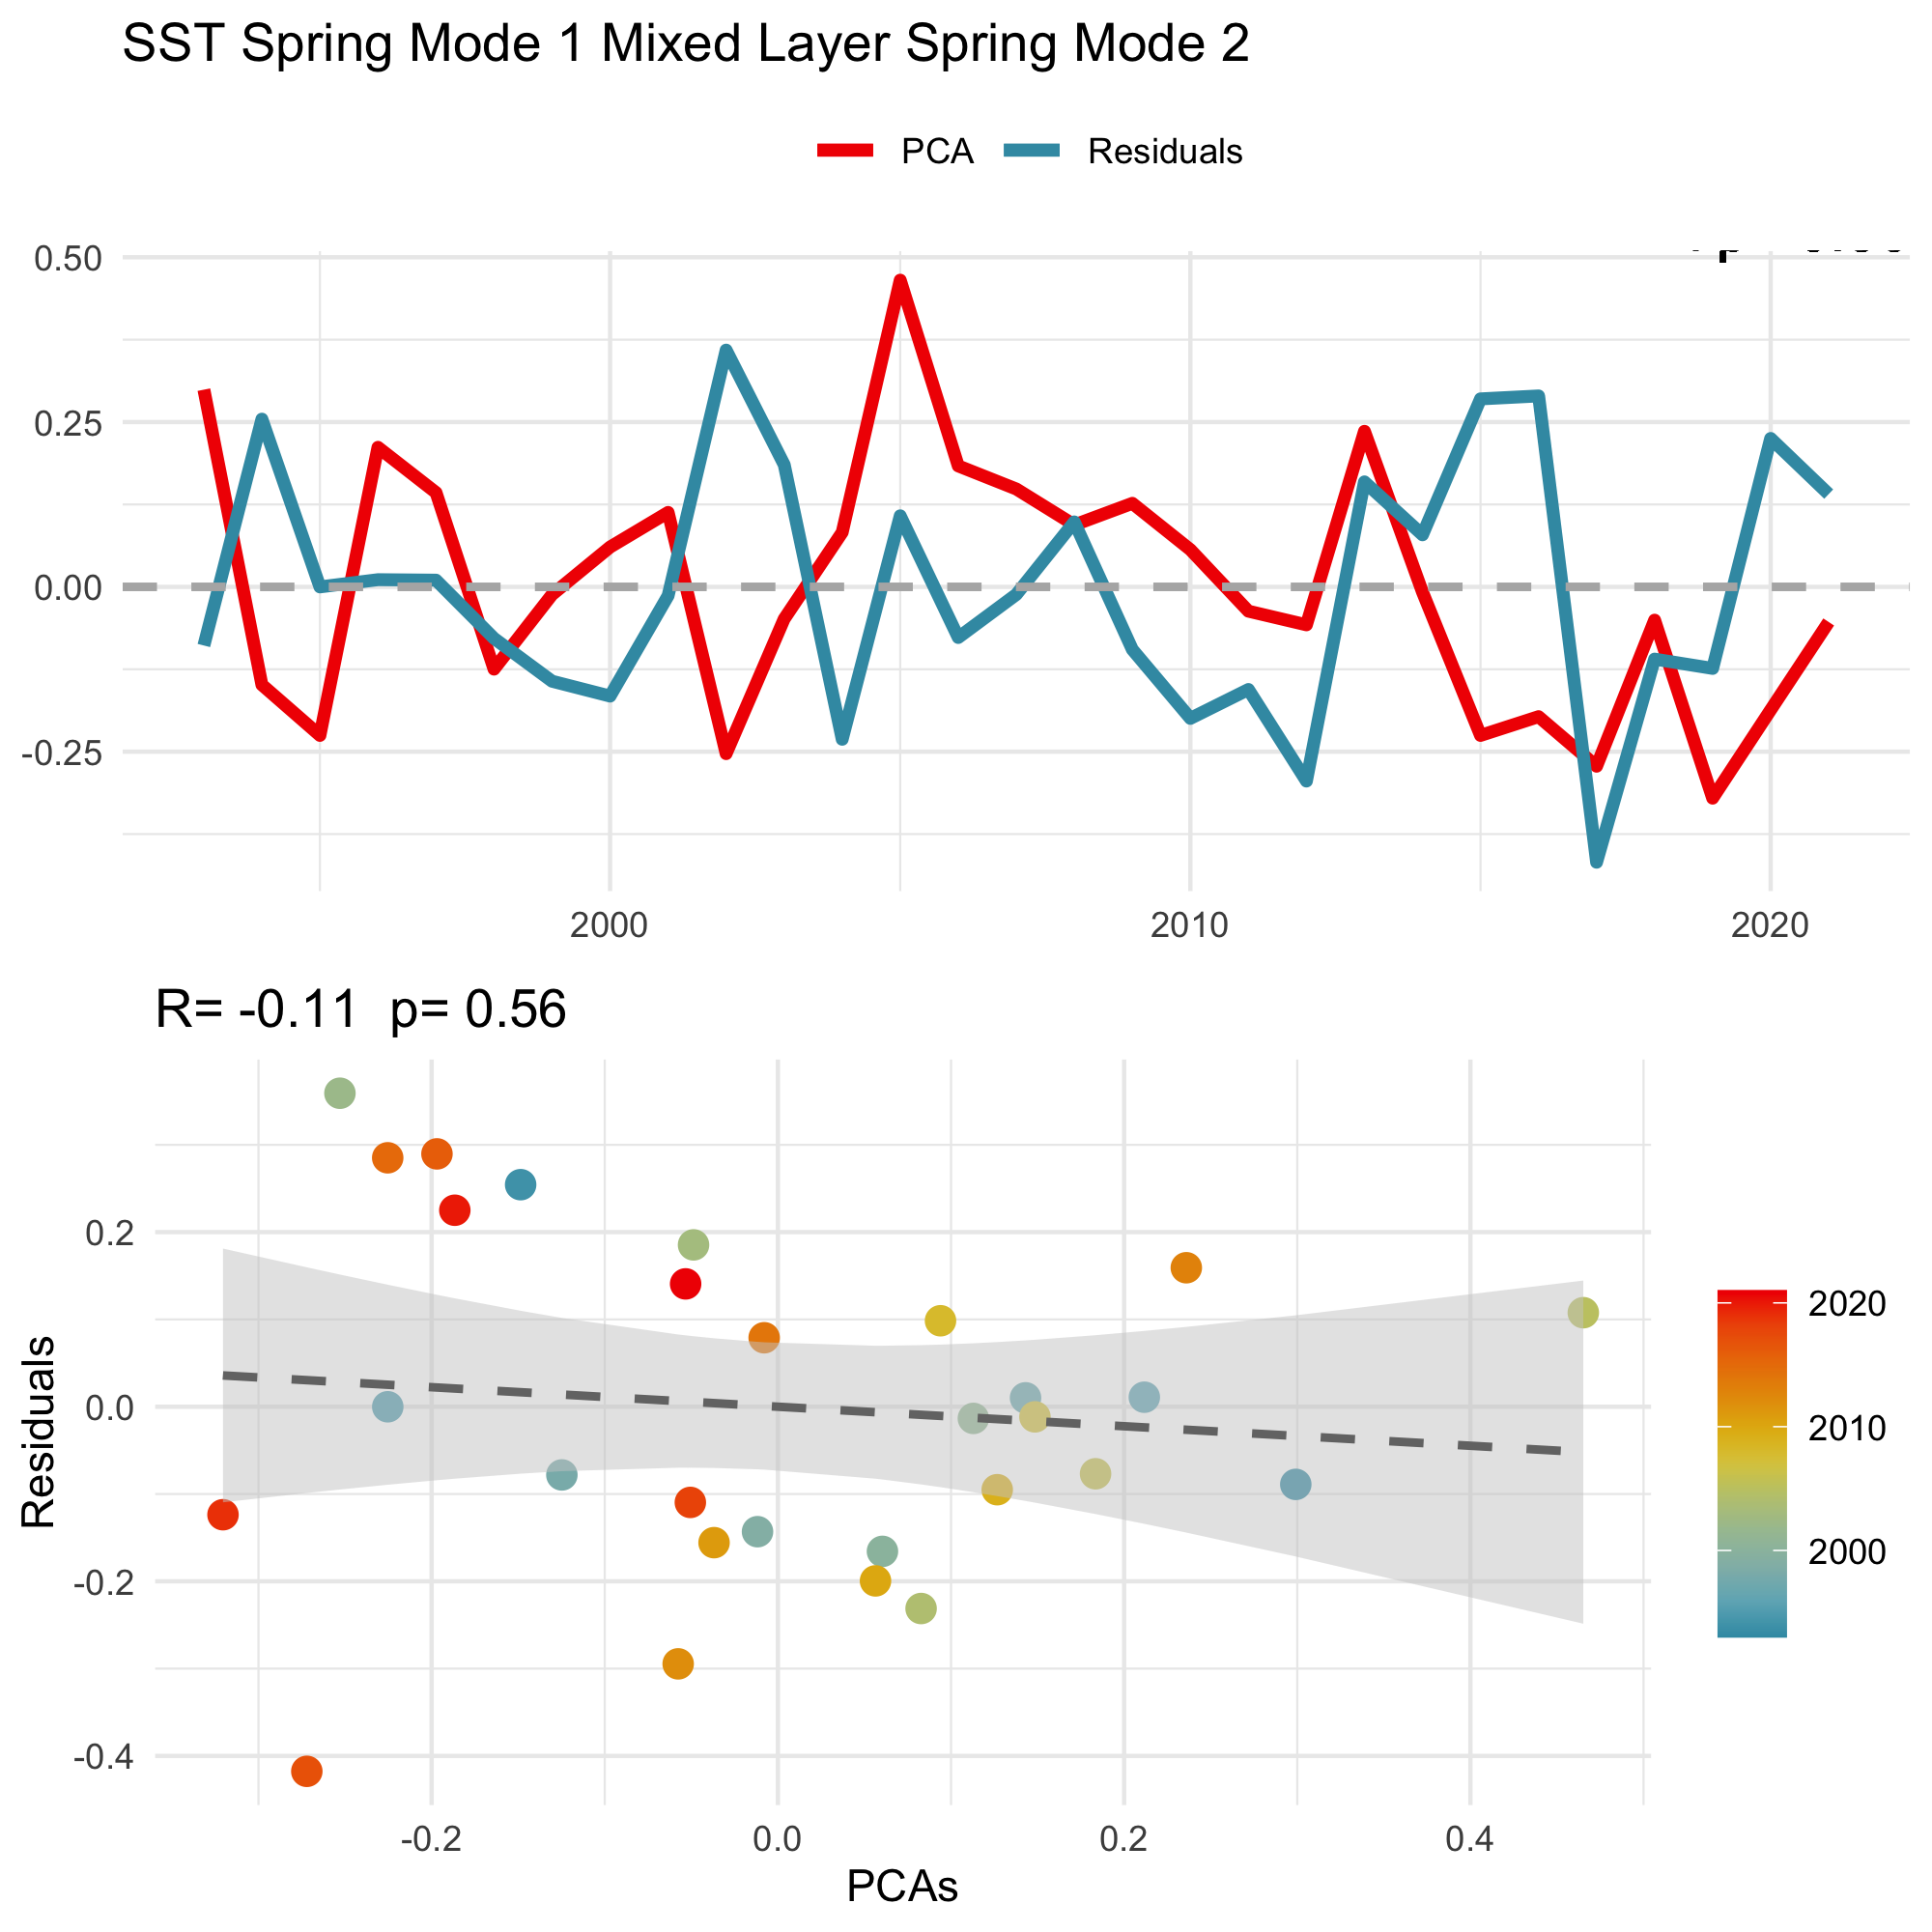 SST Spring Mode 1 Mixed Layer Spring Mode 2
PCA Residuals
0.50
0.25
0.00
-0.25
2000 2010 2020
R= -0.11 p= 0.56
Residuals
0.2
0.0
-0.2
-0.4
-0.2 0.0 0.2 0.4
PCAs
2020
2010
2000